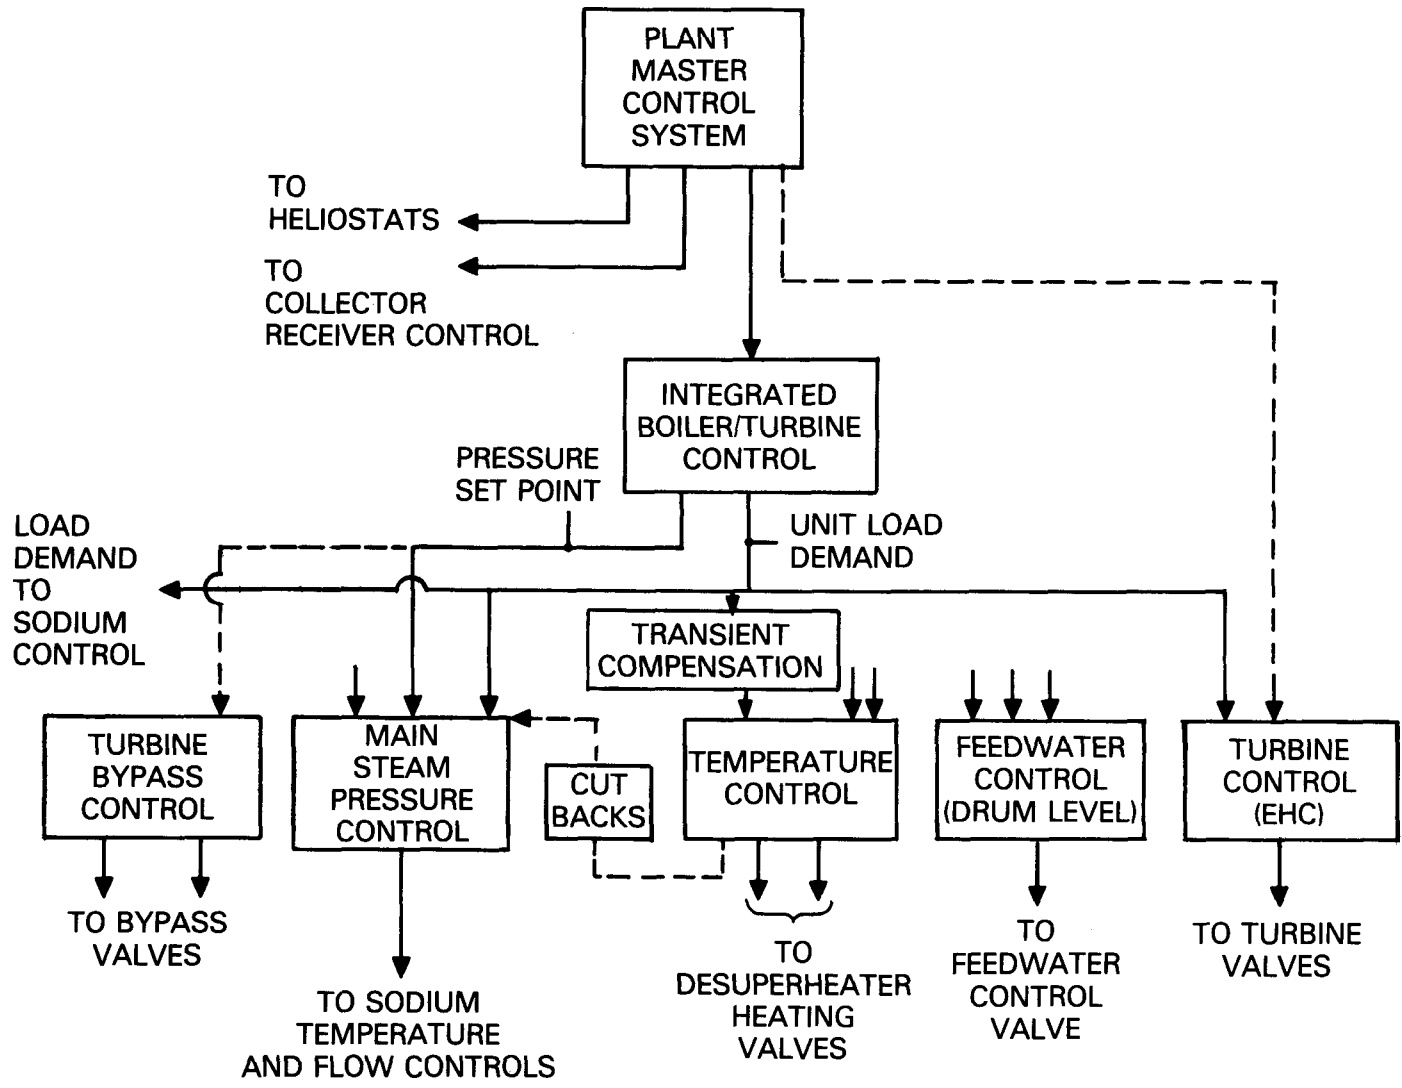 PLANT
MASTER
CONTROL
SYSTEM
TO
HELIOSTATS
TO
COLLECTOR
RECEIVER CONTROL
INTEGRATED
BOILER/TURBINE
CONTROL
PRESSURE
SET POINT
UNIT LOAD
DEMAND
LOAD
DEMAND
TO
SODIUM
CONTROL
TRANSIENT
COMPENSATION
TURBINE
BYPASS
CONTROL
MAIN
STEAM
PRESSURE
CONTROL
CUT
BACKS
TEMPERATURE
CONTROL
FEEDWATER
CONTROL
(DRUM LEVEL)
TURBINE
CONTROL
(EHC)
TO BYPASS
VALVES
TO SODIUM
TEMPERATURE
AND FLOW CONTROLS
TO
DESUPERHEATER
HEATING
VALVES
TO
FEEDWATER
CONTROL
VALVE
TO TURBINE
VALVES